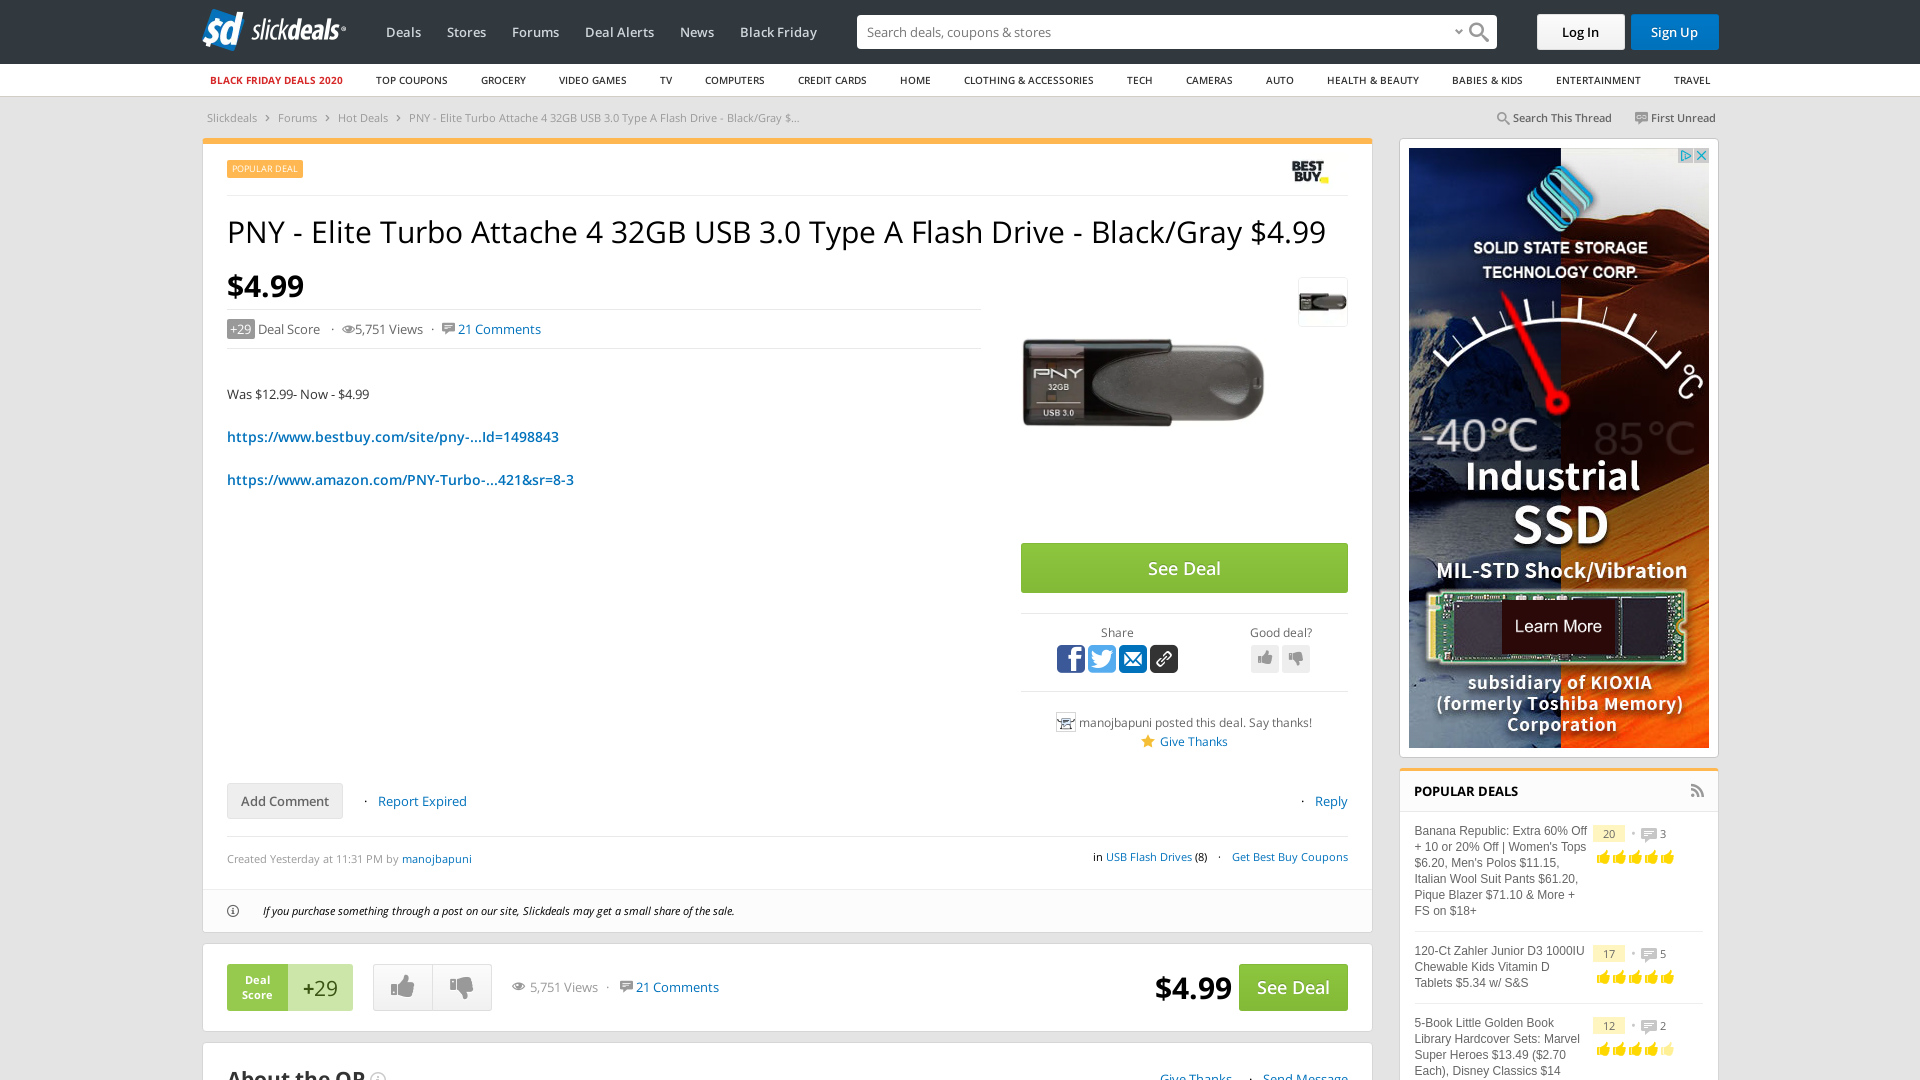 sd slickdeals
Deals Stores Forums Deal Alerts News Black Friday Search deals, coupons & stores Log In Sign Up
BLACK FRIDAY DEALS 2020 TOP COUPONS GROCERY VIDEO GAMES TV COMPUTERS CREDIT CARDS HOME CLOTHING & ACCESSORIES TECH CAMERAS AUTO HEALTH & BEAUTY BABIES & KIDS ENTERTAINMENT TRAVEL
Slickdeals › Forums › Hot Deals › PNY - Elite Turbo Attache 4 32GB USB 3.0 Type A Flash Drive - Black/Gray $... Search This Thread First Unread
POPULAR DEAL
BEST BUY
PNY - Elite Turbo Attache 4 32GB USB 3.0 Type A Flash Drive - Black/Gray $4.99
$4.99
+29 Deal Score · 5,751 Views · 21 Comments
Was $12.99- Now - $4.99
https://www.bestbuy.com/site/pny-...Id=1498843
https://www.amazon.com/PNY-Turbo-...421&sr=8-3
PNY
32GB
USB 3.0
See Deal
Share Good deal?
manojbapuni posted this deal. Say thanks!
Give Thanks
Add Comment · Report Expired · Reply
Created Yesterday at 11:31 PM by manojbapuni in USB Flash Drives (8) · Get Best Buy Coupons
If you purchase something through a post on our site, Slickdeals may get a small share of the sale.
Deal Score +29 5,751 Views · 21 Comments $4.99 See Deal
About the OP Give Thanks · Send Message
SOLID STATE STORAGE
TECHNOLOGY CORP.
°C
-40°C 85°C
Industrial
SSD
MIL-STD Shock/Vibration
Learn More
subsidiary of KIOXIA
(formerly Toshiba Memory)
Corporation
POPULAR DEALS
Banana Republic: Extra 60% Off 20 • 3
+ 10 or 20% Off | Women's Tops
$6.20, Men's Polos $11.15,
Italian Wool Suit Pants $61.20,
Pique Blazer $71.10 & More +
FS on $18+
120-Ct Zahler Junior D3 1000IU 17 • 5
Chewable Kids Vitamin D
Tablets $5.34 w/ S&S
5-Book Little Golden Book 12 • 2
Library Hardcover Sets: Marvel
Super Heroes $13.49 ($2.70
Each), Disney Classics $14